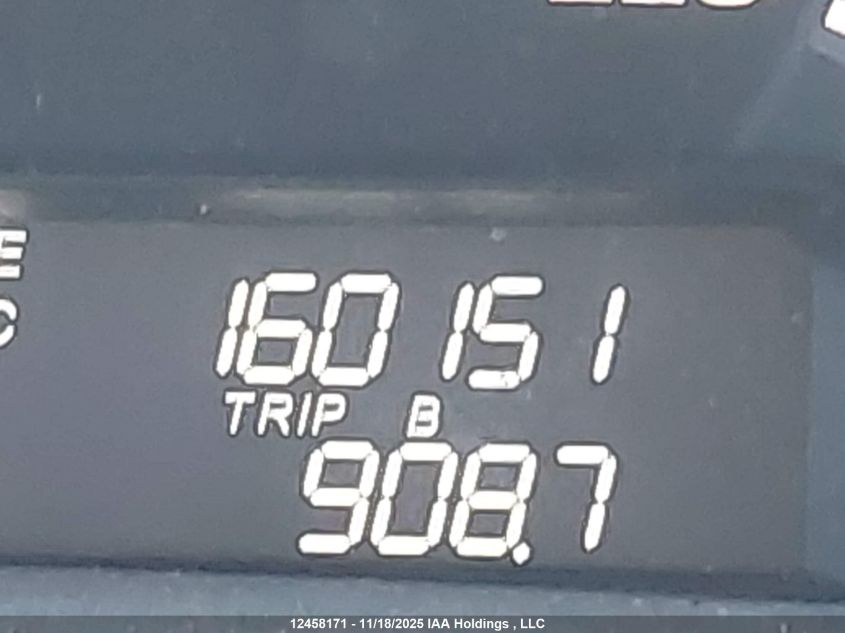 E
C
160151
TRIP B
908.7
12458171 - 11/18/2025 IAA Holdings , LLC